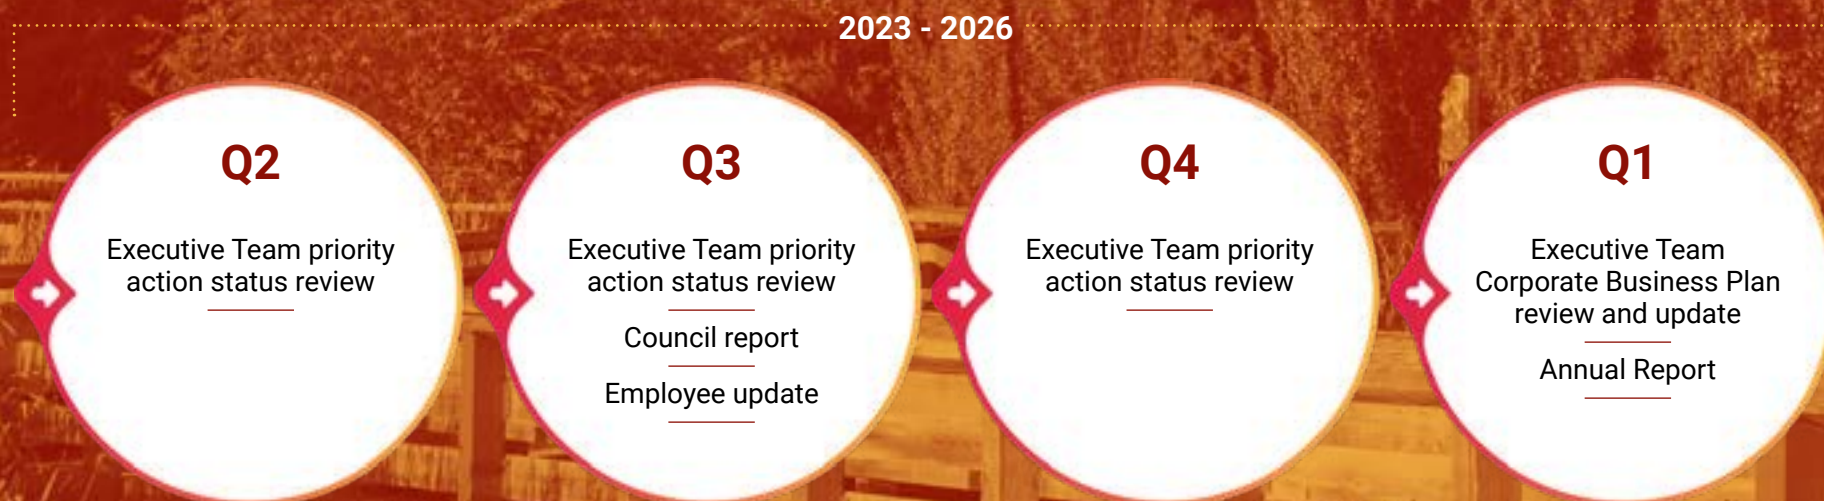 2023 - 2026
Q2
Executive Team priority
action status review
Q3
Executive Team priority
action status review
Council report
Employee update
Q4
Executive Team priority
action status review
Q1
Executive Team
Corporate Business Plan
review and update
Annual Report